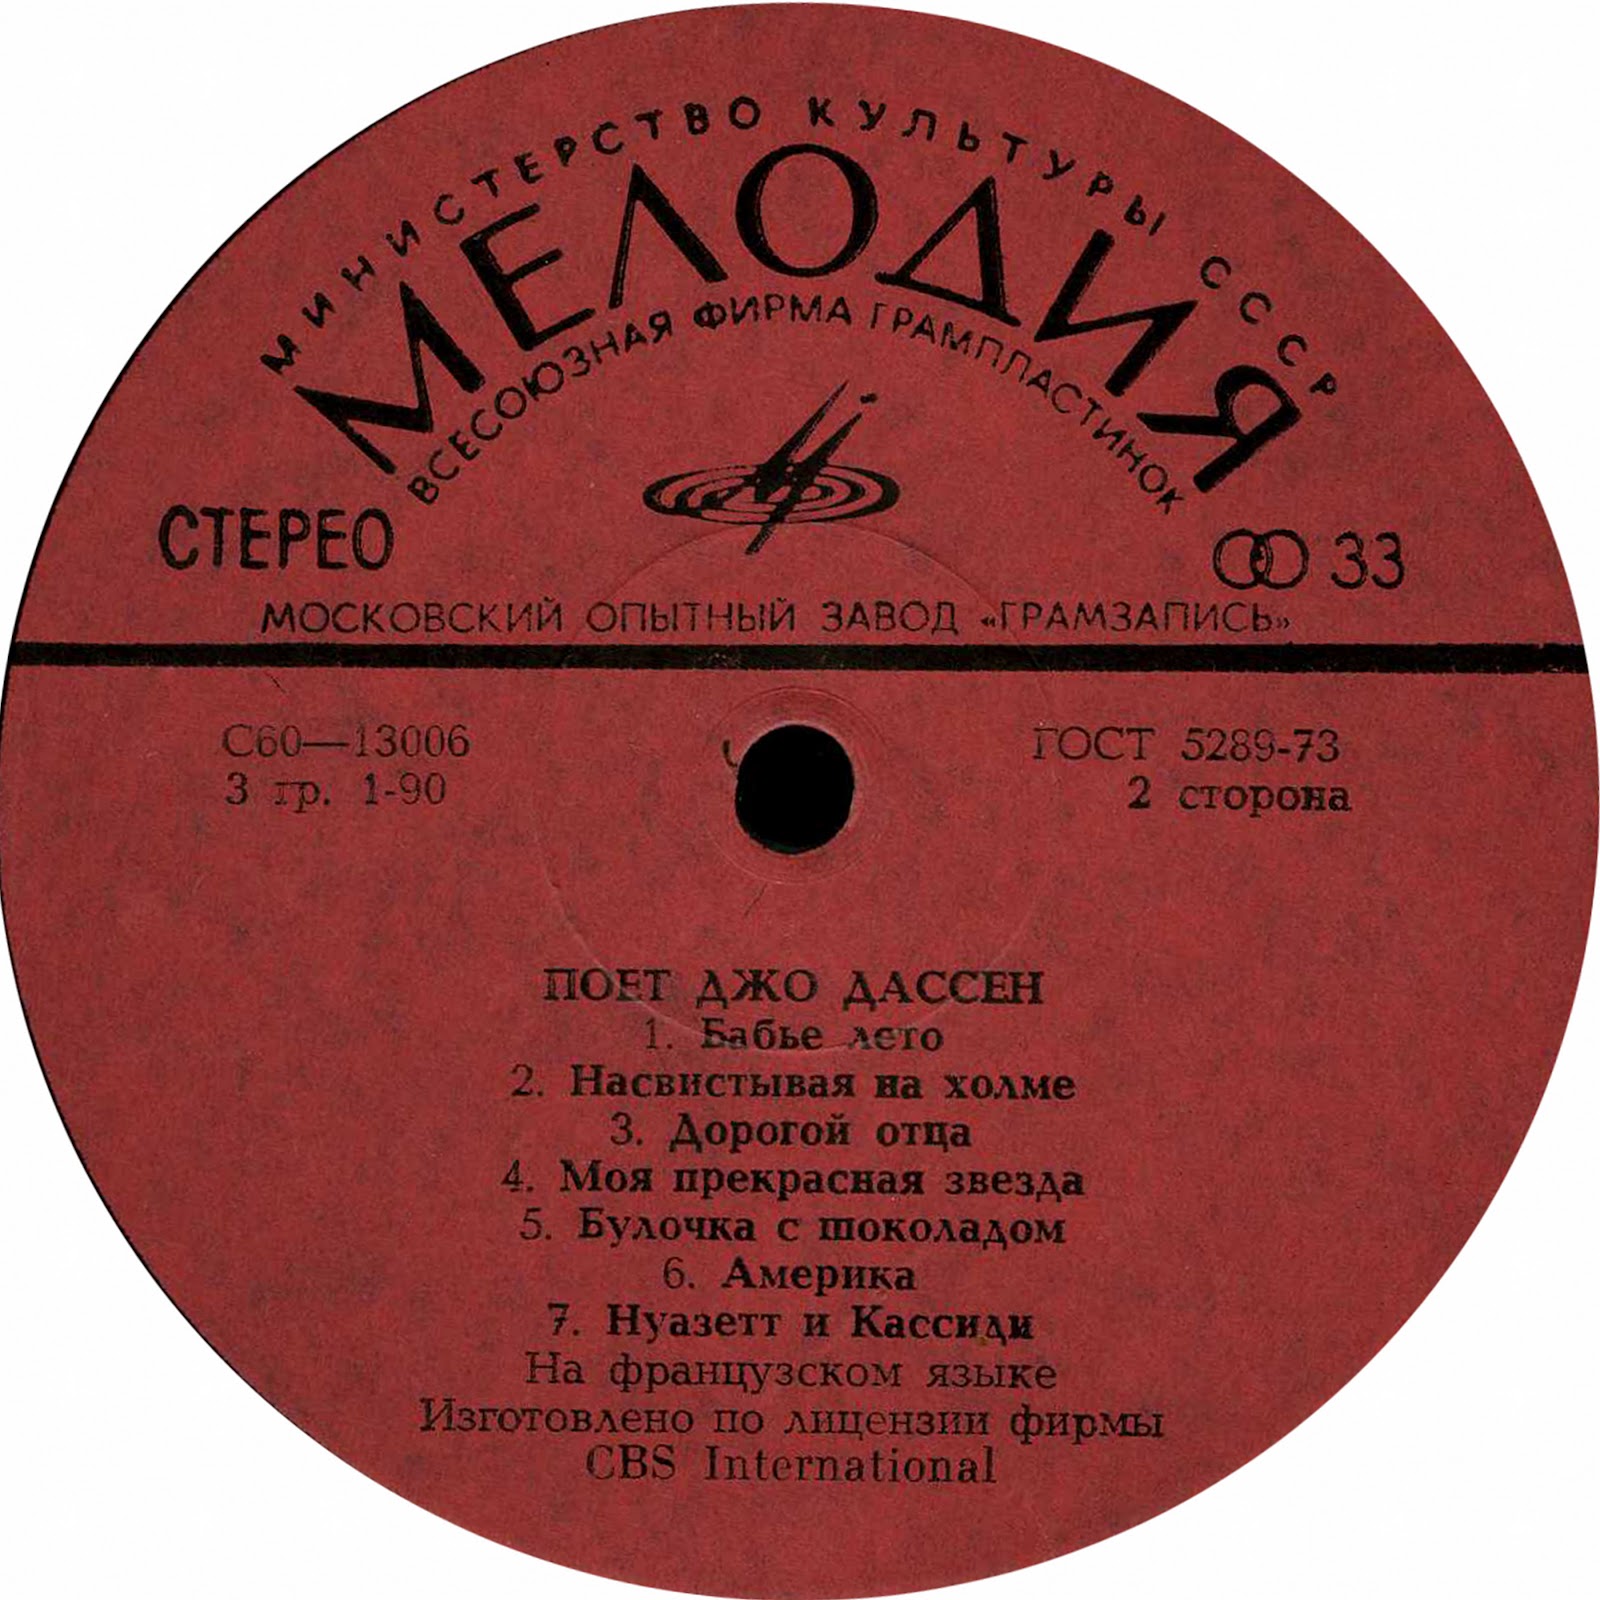 МИНИСТЕРСТВО КУЛЬТУРЫ СССР
МЕЛОДИЯ
ВСЕСОЮЗНАЯ ФИРМА ГРАМПЛАСТИНОК
СТЕРЕО
33
МОСКОВСКИЙ ОПЫТНЫЙ ЗАВОД «ГРАМЗАПИСЬ»
С60—13006
ГОСТ 5289-73
3 гр. 1-90
2 сторона
ПОЕТ ДЖО ДАССЕН
1. Бабье лето
2. Насвистывая на холме
3. Дорогой отца
4. Моя прекрасная звезда
5. Булочка с шоколадом
6. Америка
7. Нуазетт и Кассиди
На французском языке
Изготовлено по лицензии фирмы
CBS International